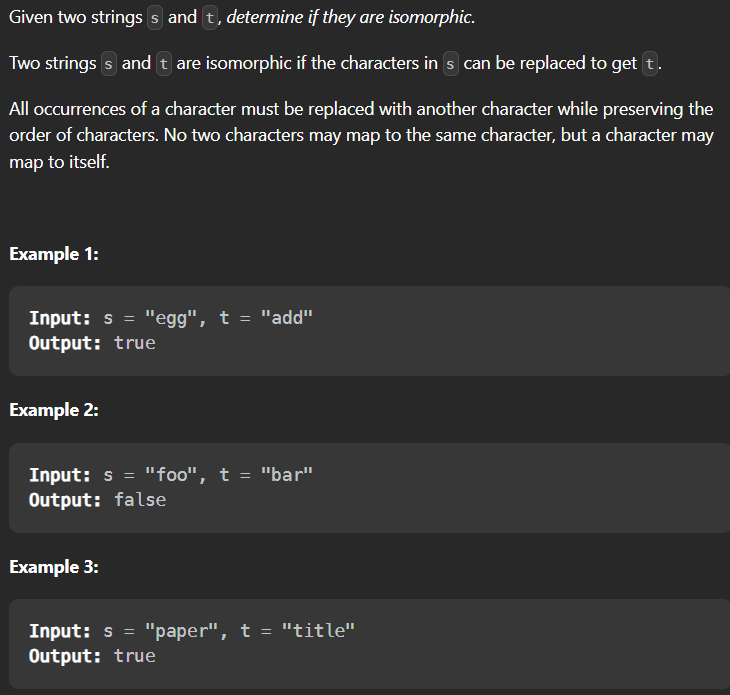 Given two strings s and t, determine if they are isomorphic.
Two strings s and t are isomorphic if the characters in s can be replaced to get t.
All occurrences of a character must be replaced with another character while preserving the
order of characters. No two characters may map to the same character, but a character may
map to itself.
Example 1:
Input: s = "egg", t = "add"
Output: true
Example 2:
Input: s = "foo", t = "bar"
Output: false
Example 3:
Input: s = "paper", t = "title"
Output: true